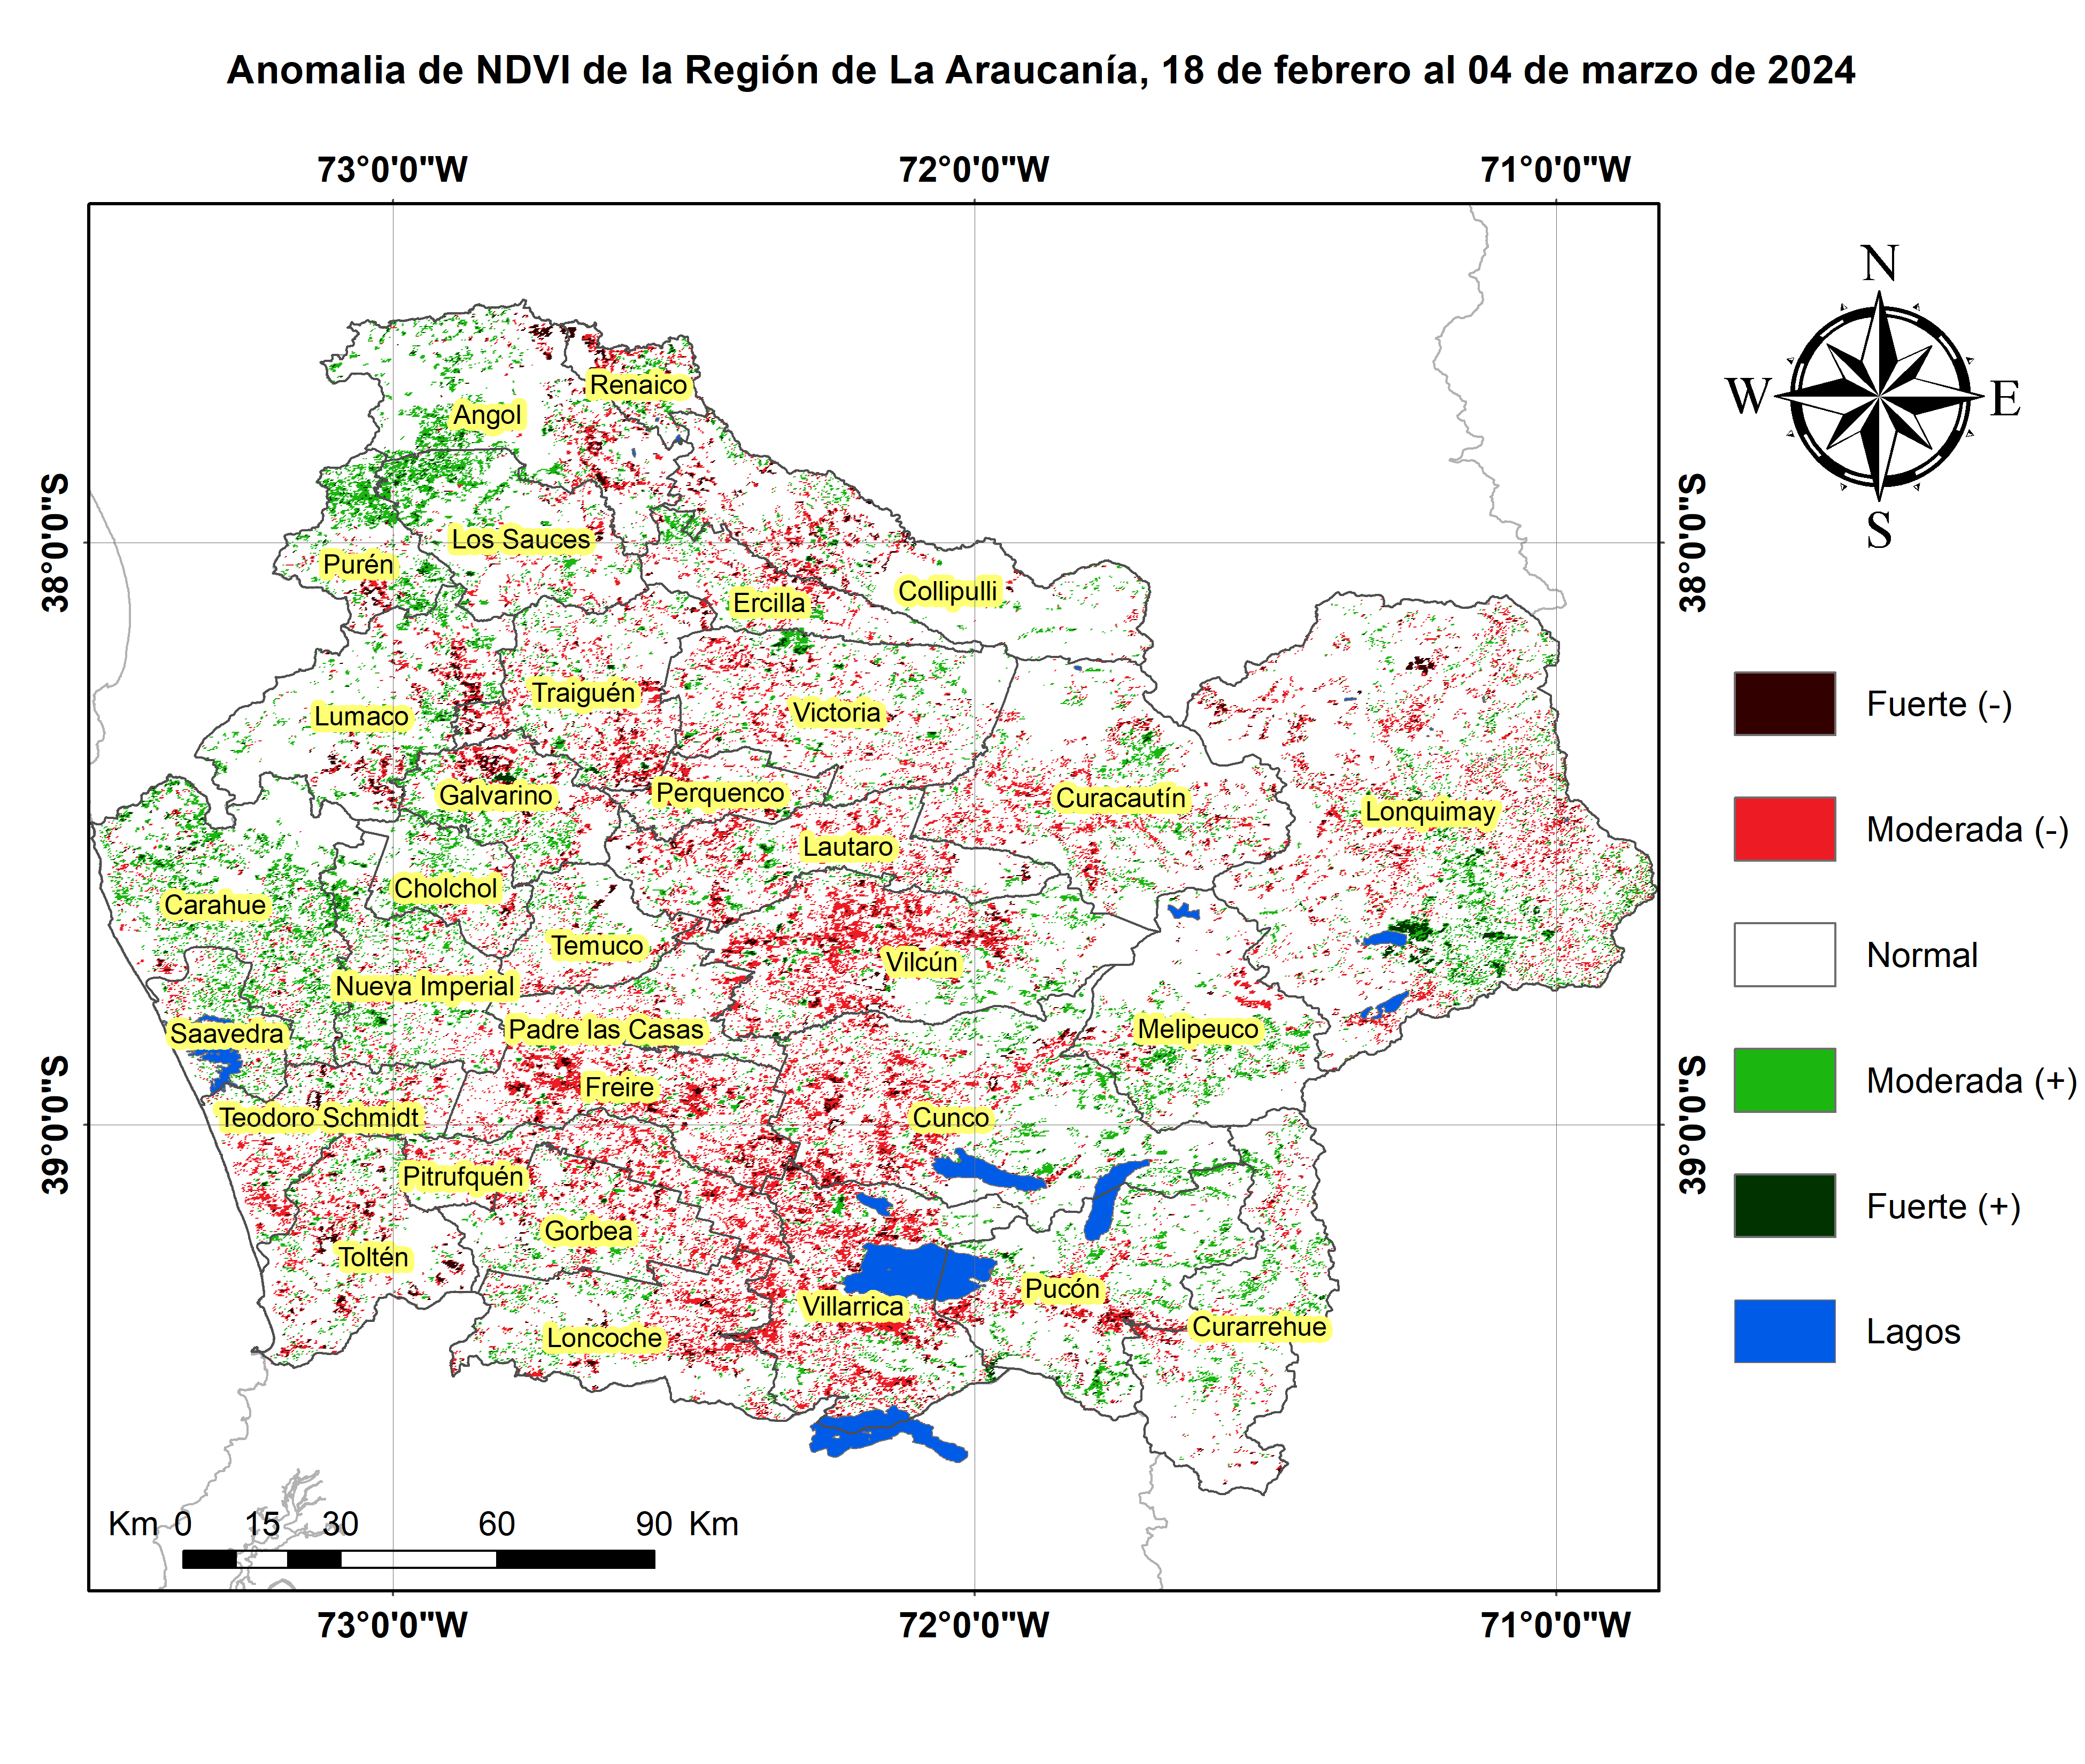 Anomalia de NDVI de la Región de La Araucanía, 18 de febrero al 04 de marzo de 2024
73°0'0"W 72°0'0"W 71°0'0"W
N
W E
S
38°0'0"S 38°0'0"S
39°0'0"S 39°0'0"S
Renaico
Angol
Los Sauces
Purén
Collipulli
Ercilla
Traiguén
Victoria
Lumaco
Perquenco
Galvarino
Curacautín
Lonquimay
Lautaro
Cholchol
Carahue
Temuco
Vilcún
Nueva Imperial
Saavedra
Padre las Casas
Melipeuco
Freire
Teodoro Schmidt
Cunco
Pitrufquén
Gorbea
Toltén
Pucón
Villarrica
Curarrehue
Loncoche
Fuerte (-)
Moderada (-)
Normal
Moderada (+)
Fuerte (+)
Lagos
Km 0 15 30 60 90 Km
73°0'0"W 72°0'0"W 71°0'0"W